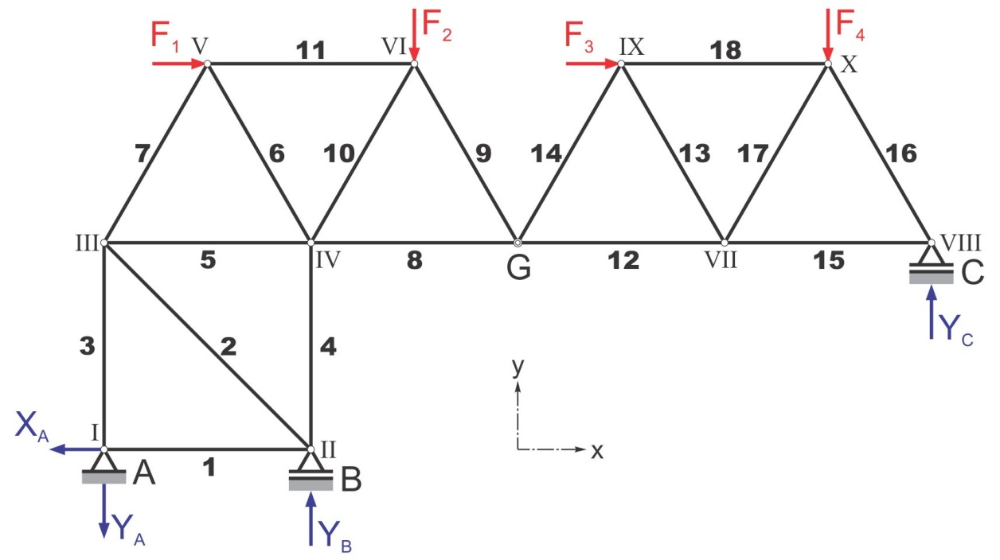 F1 V 11 VI F2 F3 IX 18 X F4
7 6 10 9 14 13 17 16
III 5 IV 8 G 12 VII 15 VIII C
YC
3 2 4
y
x
XA I 1 II
A B
YA YB